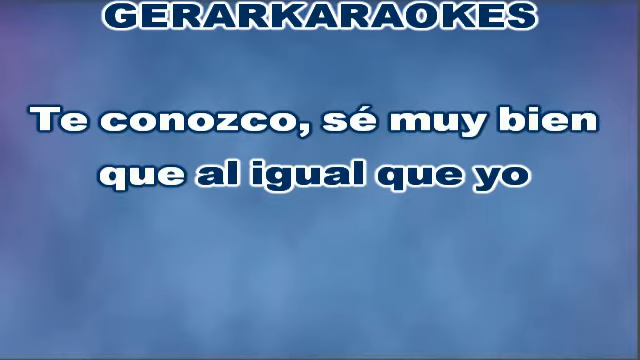 GERARKARAOKES
Te conozco, sé muy bien
que al igual que yo